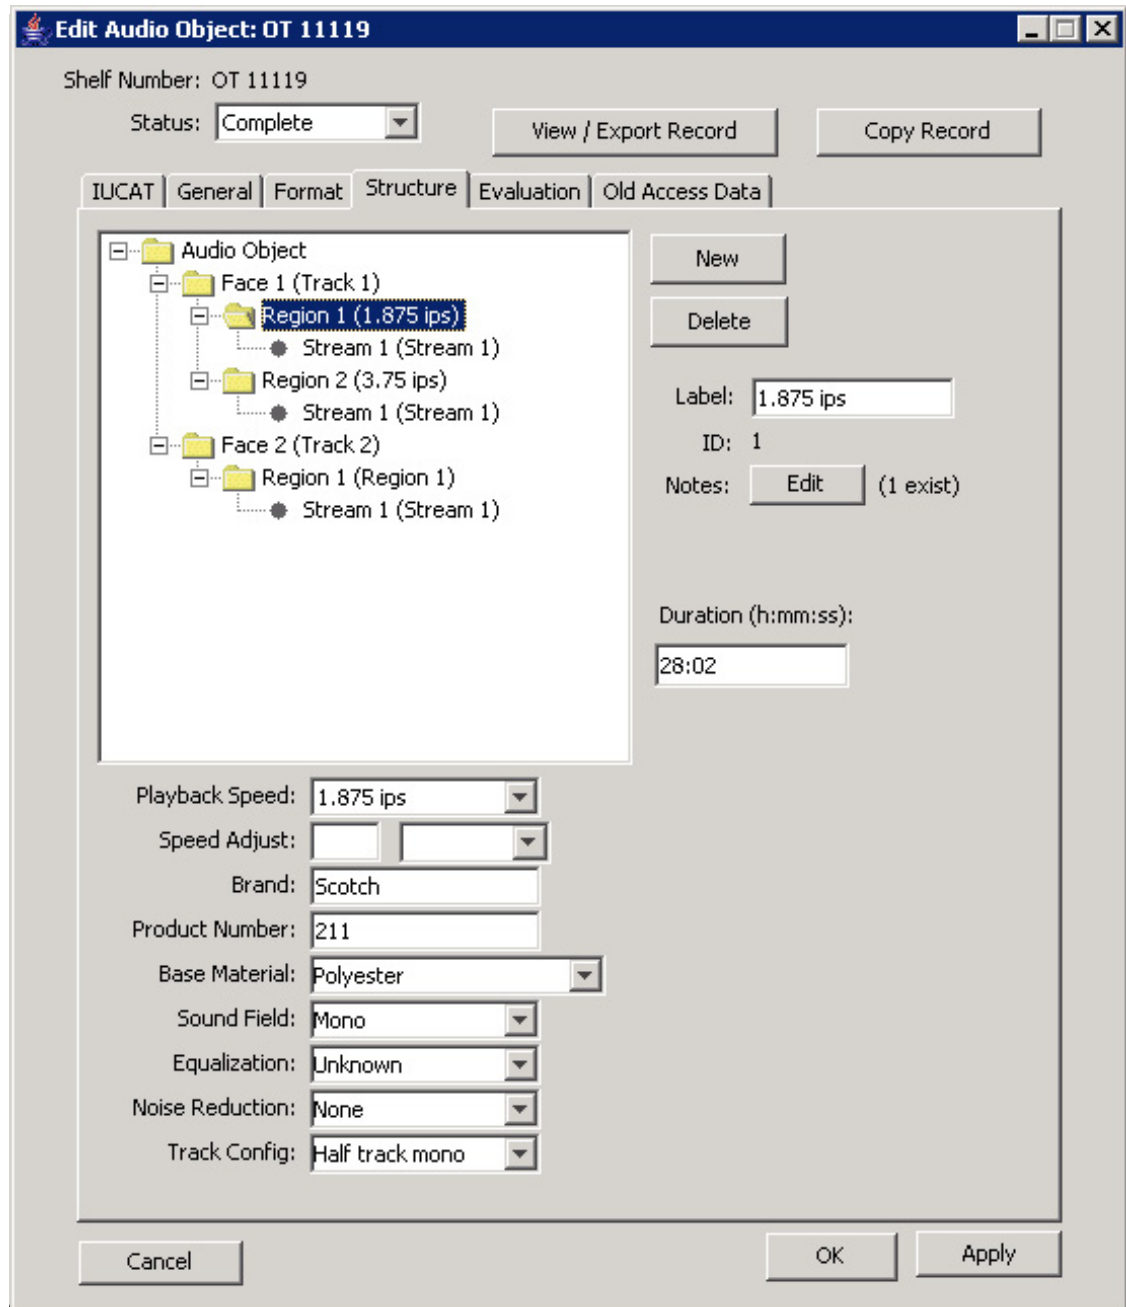 Edit Audio Object: OT 11119
Shelf Number: OT 11119
Status: Complete View / Export Record Copy Record
IUCAT General Format Structure Evaluation Old Access Data
Audio Object
Face 1 (Track 1)
Region 1 (1.875 ips)
Stream 1 (Stream 1)
Region 2 (3.75 ips)
Stream 1 (Stream 1)
Face 2 (Track 2)
Region 1 (Region 1)
Stream 1 (Stream 1)
New
Delete
Label: 1.875 ips
ID: 1
Notes: Edit (1 exist)
Duration (h:mm:ss):
28:02
Playback Speed: 1.875 ips
Speed Adjust:
Brand: Scotch
Product Number: 211
Base Material: Polyester
Sound Field: Mono
Equalization: Unknown
Noise Reduction: None
Track Config: Half track mono
Cancel OK Apply